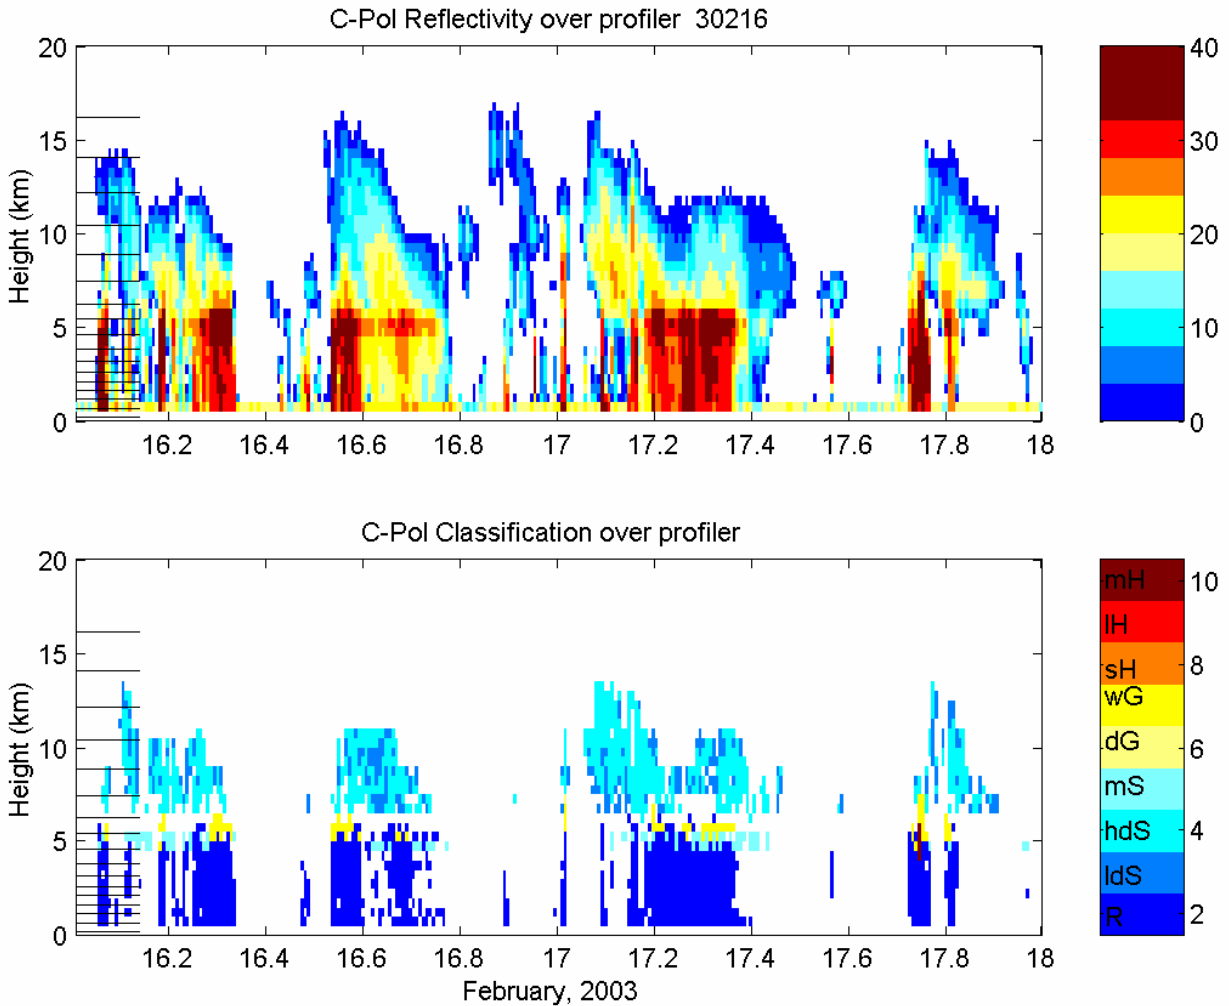 C-Pol Reflectivity over profiler 30216
20
15
10
5
0
Height (km)
16.2 16.4 16.6 16.8 17 17.2 17.4 17.6 17.8 18
40
30
20
10
0
C-Pol Classification over profiler
20
15
10
5
0
Height (km)
16.2 16.4 16.6 16.8 17 17.2 17.4 17.6 17.8 18
February, 2003
mH 10
lH
sH 8
wG
dG 6
mS
hdS 4
ldS
R 2